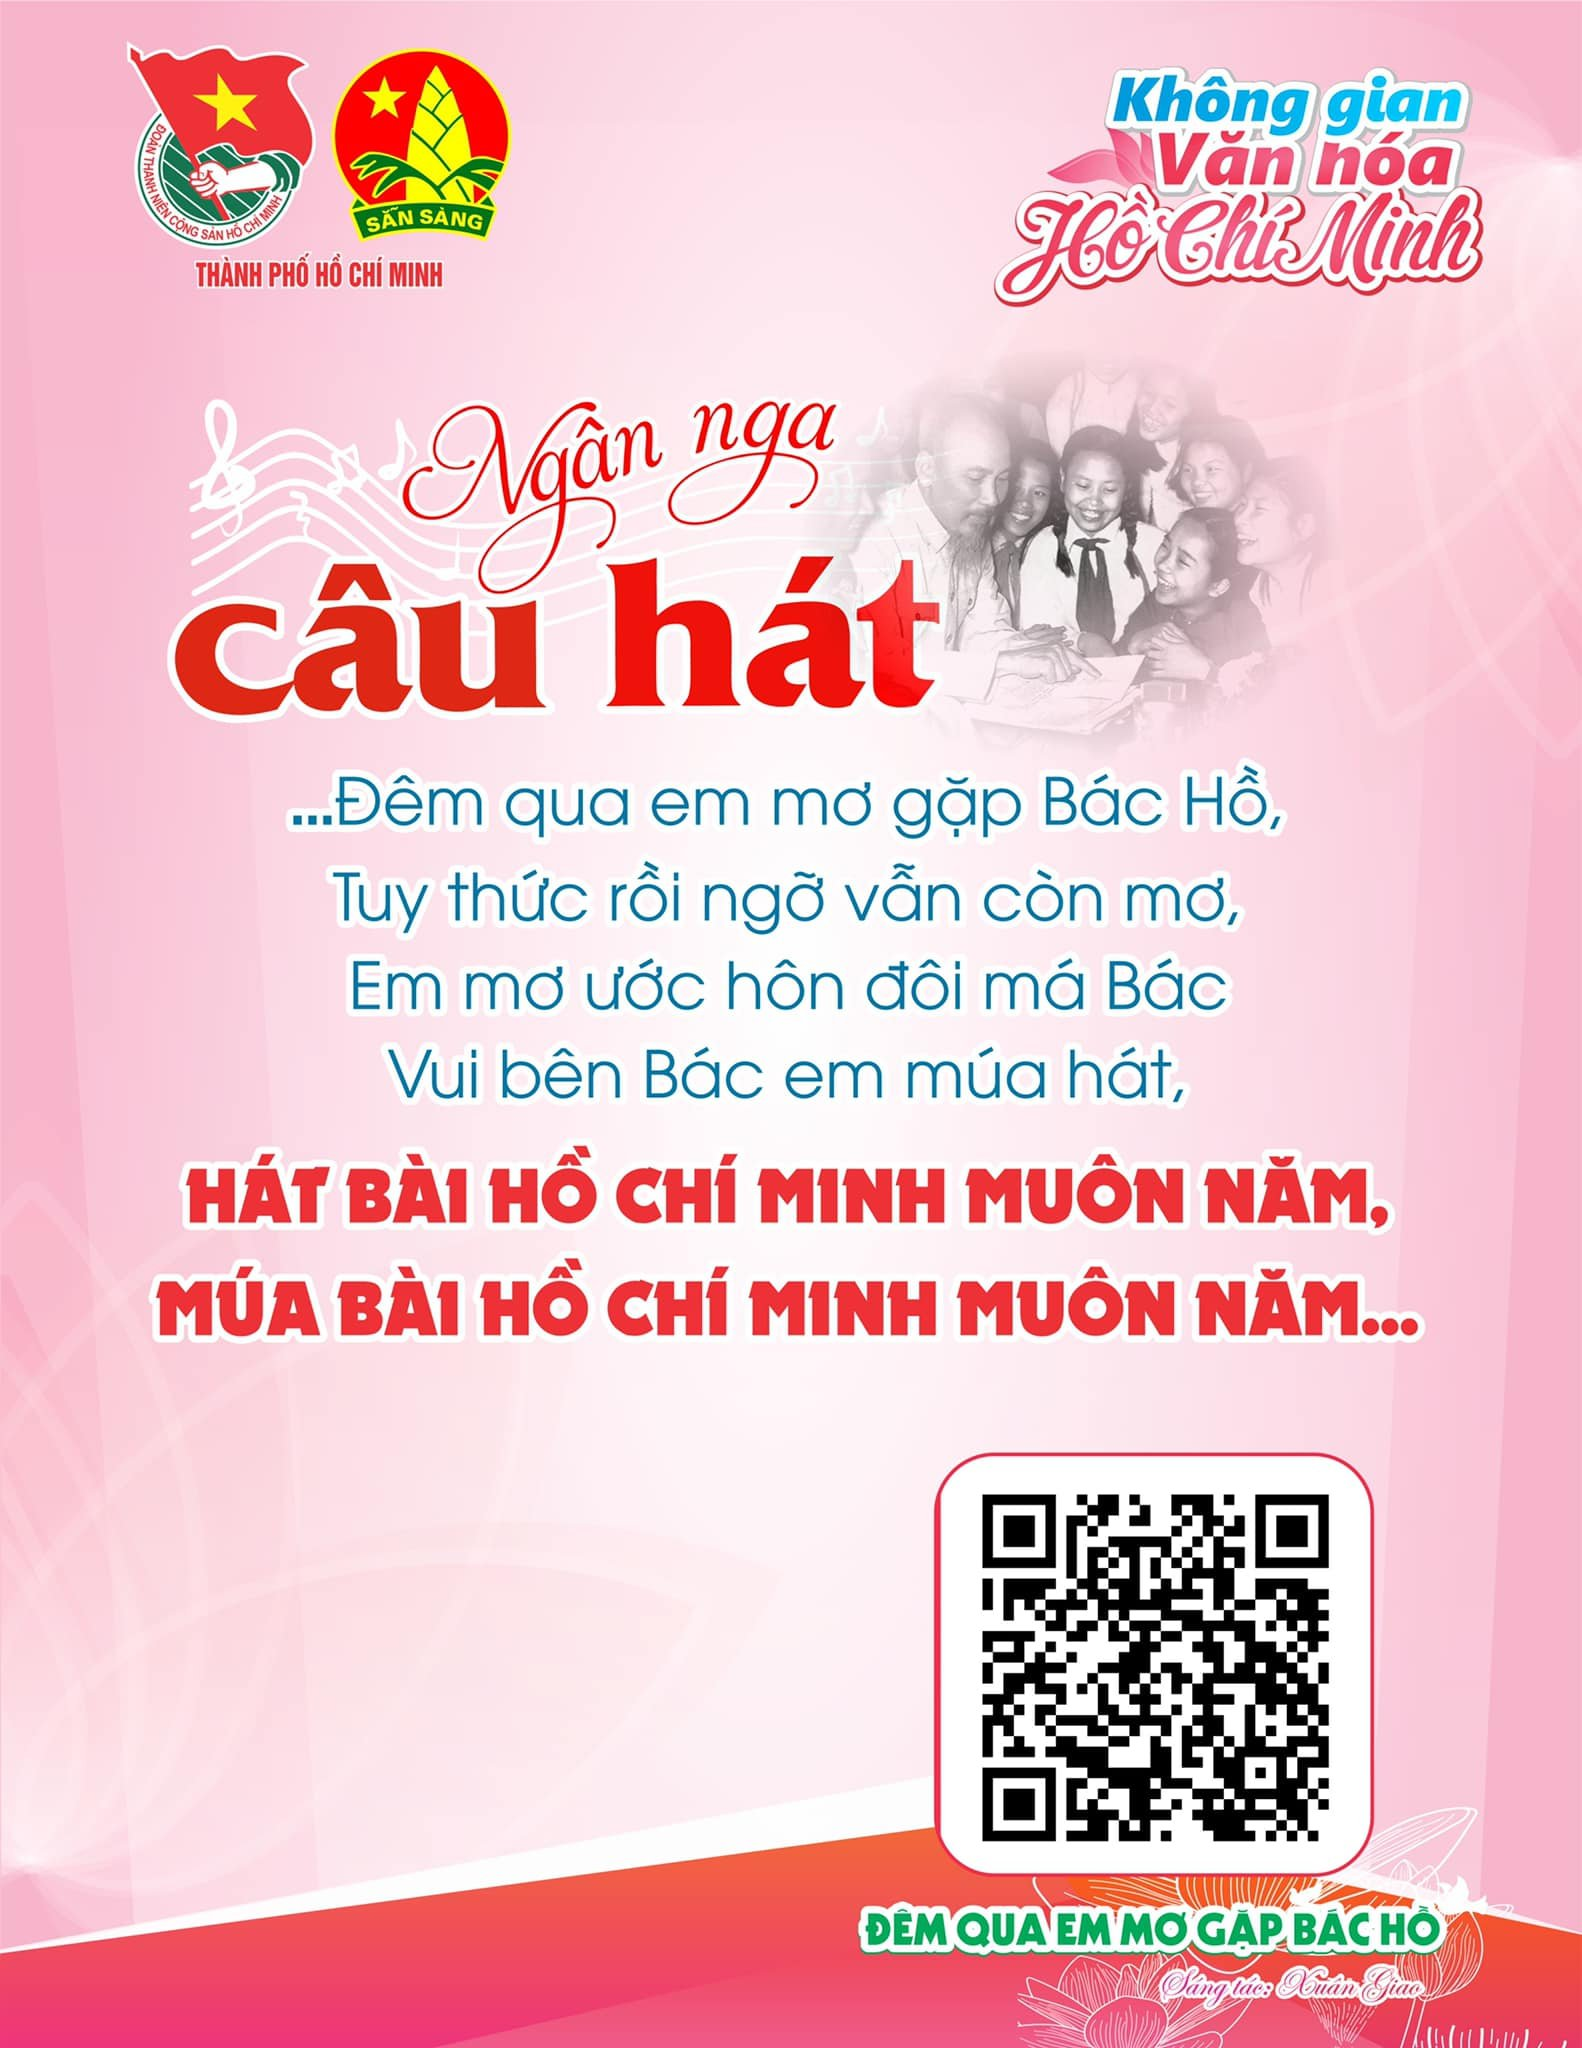 ĐOÀN THANH NIÊN CỘNG SẢN HỒ CHÍ MINH
SẴN SÀNG
THÀNH PHỐ HỒ CHÍ MINH
Không gian
Văn hóa
Hồ Chí Minh
Ngân nga
câu hát
...Đêm qua em mơ gặp Bác Hồ,
Tuy thức rồi ngỡ vẫn còn mơ,
Em mơ ước hôn đôi má Bác
Vui bên Bác em múa hát,
HÁT BÀI HỒ CHÍ MINH MUÔN NĂM,
MÚA BÀI HỒ CHÍ MINH MUÔN NĂM...
ĐÊM QUA EM MƠ GẶP BÁC HỒ
Sáng tác: Xuân Giao